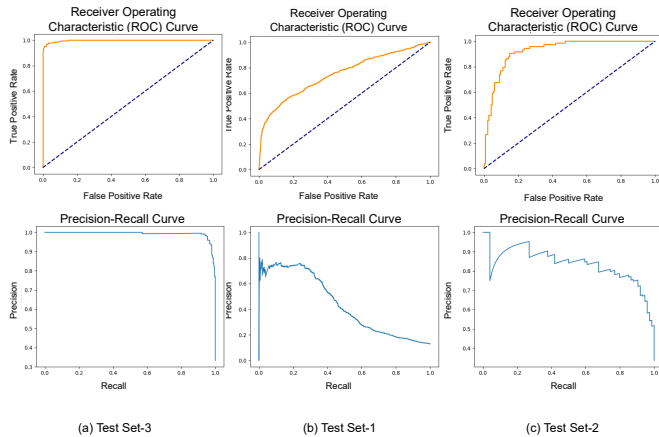 Receiver Operating
Characteristic (ROC) Curve
True Positive Rate
1.0
0.8
0.6
0.4
0.2
0.0
0.0 0.2 0.4 0.6 0.8 1.0
False Positive Rate
Receiver Operating
Characteristic (ROC) Curve
True Positive Rate
1.0
0.8
0.6
0.4
0.2
0.0
0.0 0.2 0.4 0.6 0.8 1.0
False Positive Rate
Receiver Operating
Characteristic (ROC) Curve
True Positive Rate
1.0
0.8
0.6
0.4
0.2
0.0
0.0 0.2 0.4 0.6 0.8 1.0
False Positive Rate
Precision-Recall Curve
Precision
1.0
0.9
0.8
0.7
0.6
0.5
0.4
0.3
0.0 0.2 0.4 0.6 0.8 1.0
Recall
Precision-Recall Curve
Precision
1.0
0.8
0.6
0.4
0.2
0.0
0.0 0.2 0.4 0.6 0.8 1.0
Recall
Precision-Recall Curve
Precision
1.0
0.9
0.8
0.7
0.6
0.5
0.4
0.0 0.2 0.4 0.6 0.8 1.0
Recall
(a) Test Set-3
(b) Test Set-1
(c) Test Set-2